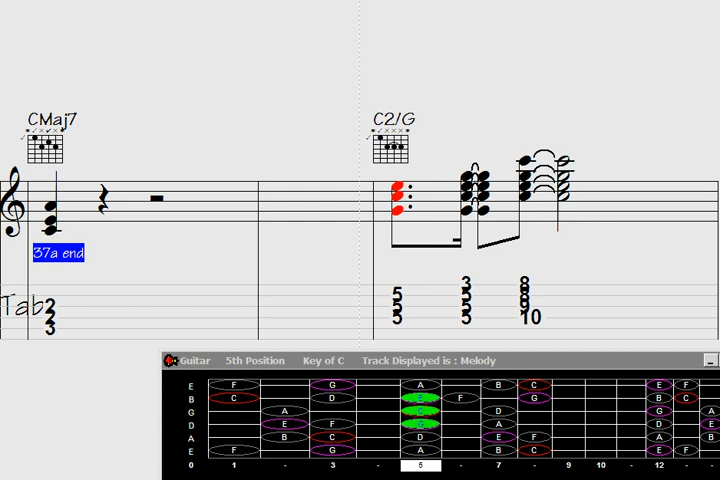 CMaj7 C2/G
37a end
Tab
2 2 3
5 5 5
3 5 5 5
8 8 9 10
Guitar 5th Position Key of C Track Displayed is : Melody
E F G A B C E F
B C D E F G B C
G A C D G A
D E F G A D E
A B C D E F A B
E F G A B C E F
0 1 - 3 - 5 - 7 - 9 10 - 12 - -